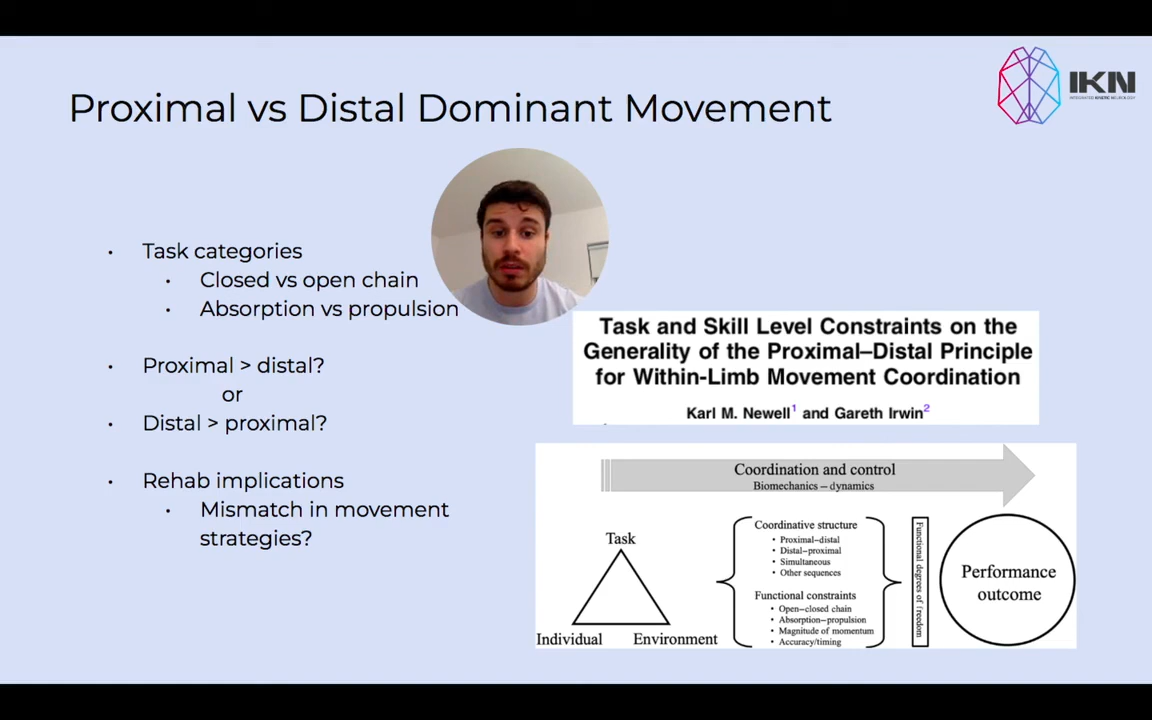 IKN
INTEGRATED KINETIC NEUROLOGY
Proximal vs Distal Dominant Movement
• Task categories
• Closed vs open chain
• Absorption vs propulsion
• Proximal > distal?
or
• Distal > proximal?
• Rehab implications
• Mismatch in movement
strategies?
Task and Skill Level Constraints on the
Generality of the Proximal–Distal Principle
for Within-Limb Movement Coordination
Karl M. Newell1 and Gareth Irwin2
Coordination and control
Biomechanics – dynamics
Task
Individual
Environment
Coordinative structure
• Proximal–distal
• Distal–proximal
• Simultaneous
• Other sequences
Functional constraints
• Open–closed chain
• Absorption–propulsion
• Magnitude of momentum
• Accuracy/timing
Functional degrees of freedom
Performance
outcome